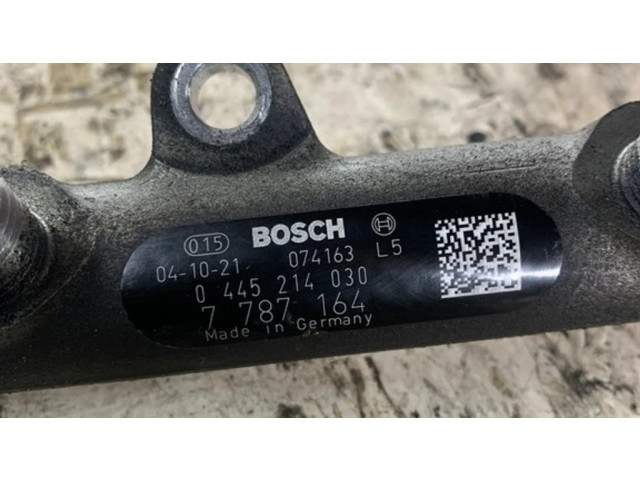 015 BOSCH
04-10-21 074163 L5
0 445 214 030
7 787 164
Made in Germany